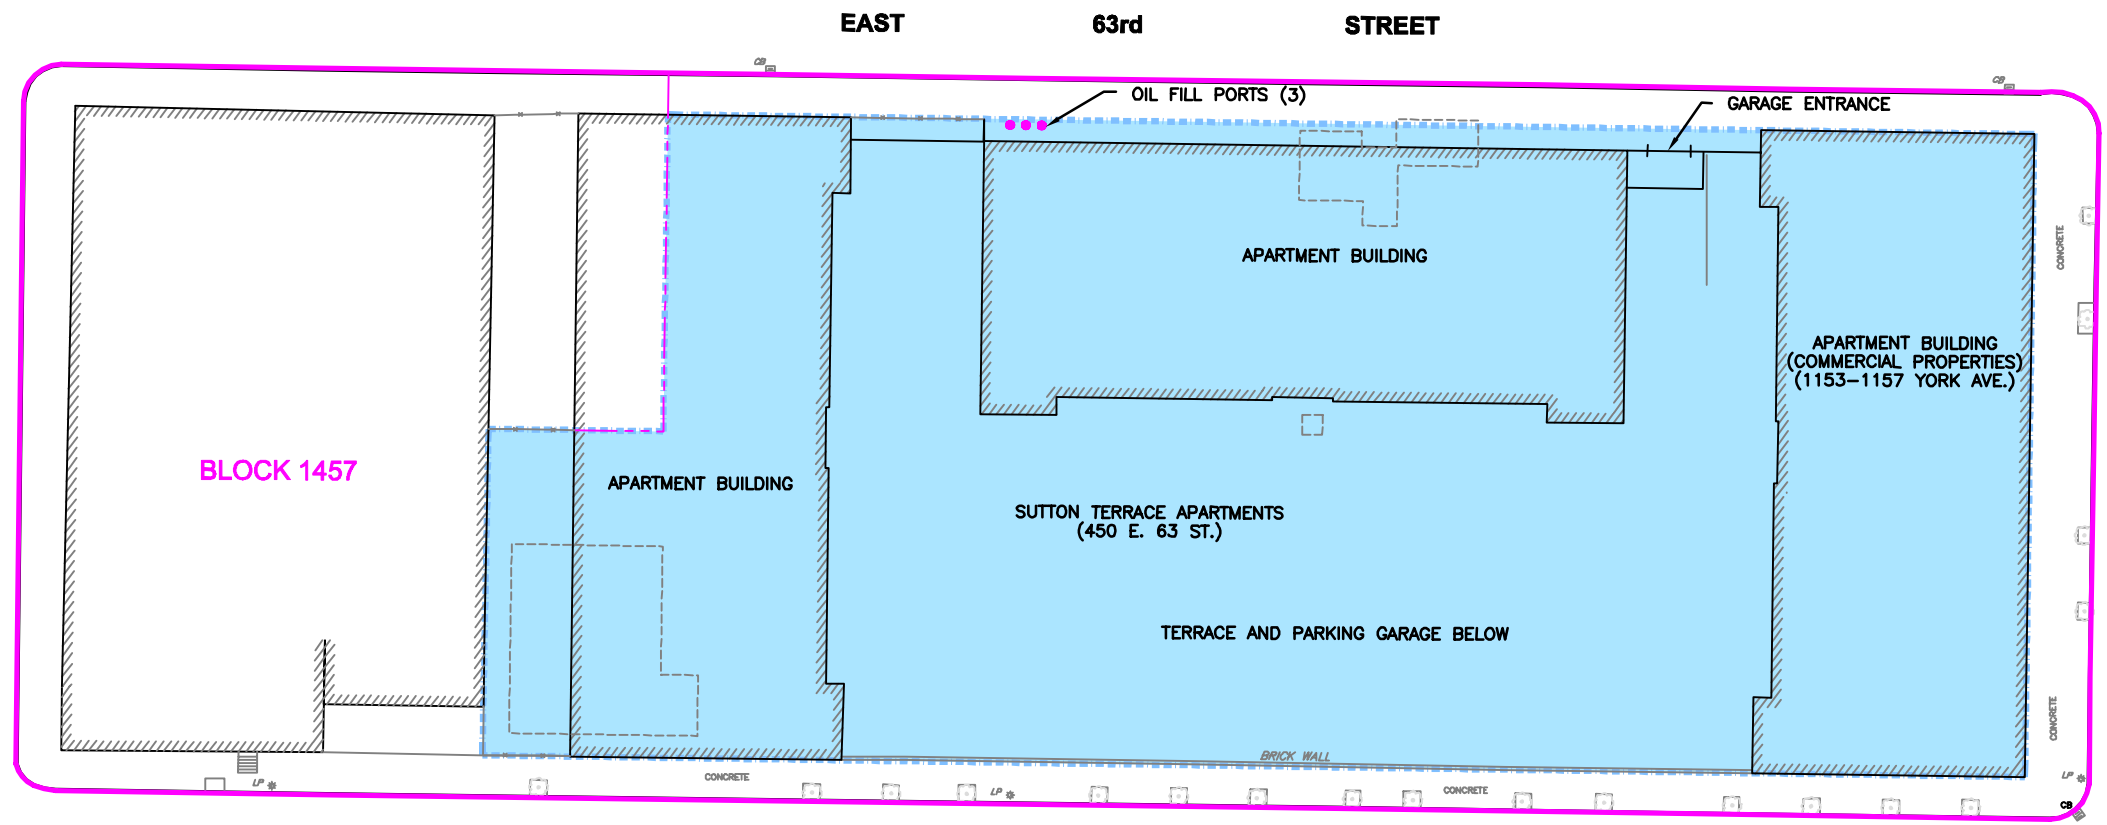 EAST 63rd STREET
CB
CB
OIL FILL PORTS (3)
GARAGE ENTRANCE
CONCRETE
APARTMENT BUILDING
APARTMENT BUILDING
(COMMERCIAL PROPERTIES)
(1153-1157 YORK AVE.)
BLOCK 1457
APARTMENT BUILDING
SUTTON TERRACE APARTMENTS
(450 E. 63 ST.)
TERRACE AND PARKING GARAGE BELOW
CONCRETE
BRICK WALL
LP
CONCRETE
LP
CONCRETE
LP
CB